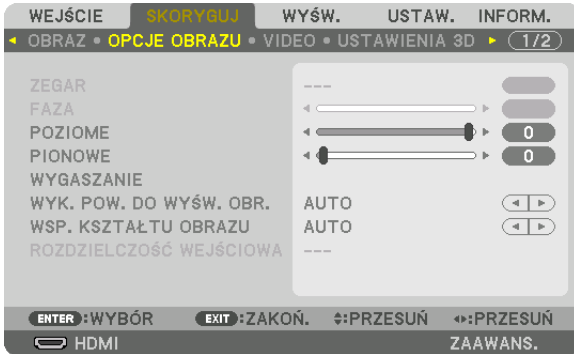 WEJŚCIE SKORYGUJ WYŚW. USTAW. INFORM.
OBRAZ • OPCJE OBRAZU • VIDEO • USTAWIENIA 3D 1/2
ZEGAR ---
FAZA
POZIOME 0
PIONOWE 0
WYGASZANIE
WYK. POW. DO WYŚW. OBR. AUTO
WSP. KSZTAŁTU OBRAZU AUTO
ROZDZIELCZOŚĆ WEJŚCIOWA ---
ENTER :WYBÓR EXIT :ZAKOŃ. :PRZESUŃ :PRZESUŃ
HDMI ZAAWANS.